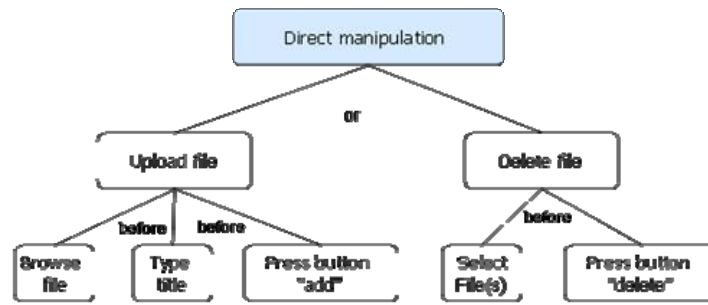 Direct manipulation
or
Upload file
Delete file
before
before
before
Browse
file
Type
title
Press button
"add"
Select
File(s)
Press button
"delete"